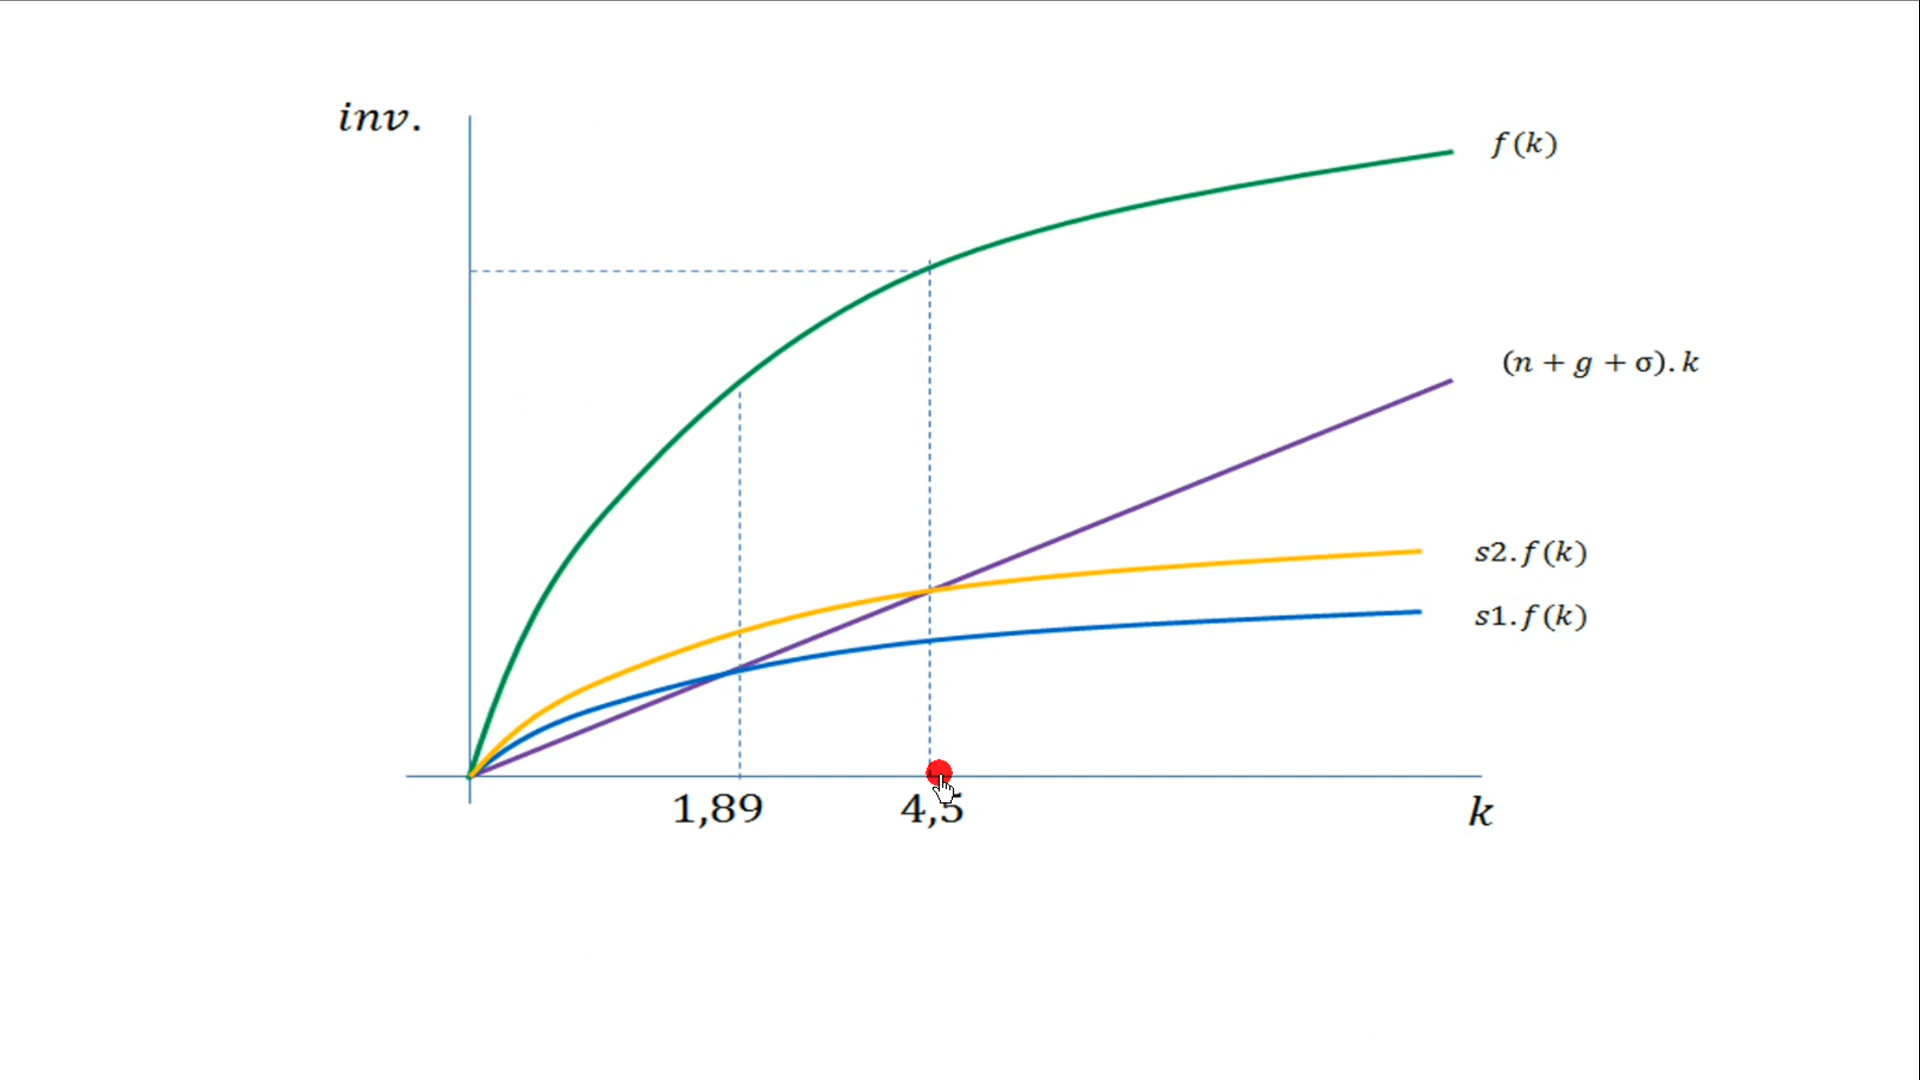 inv.
f(k)
(n + g + σ). k
s2. f(k)
s1. f(k)
1,89
4,5
k